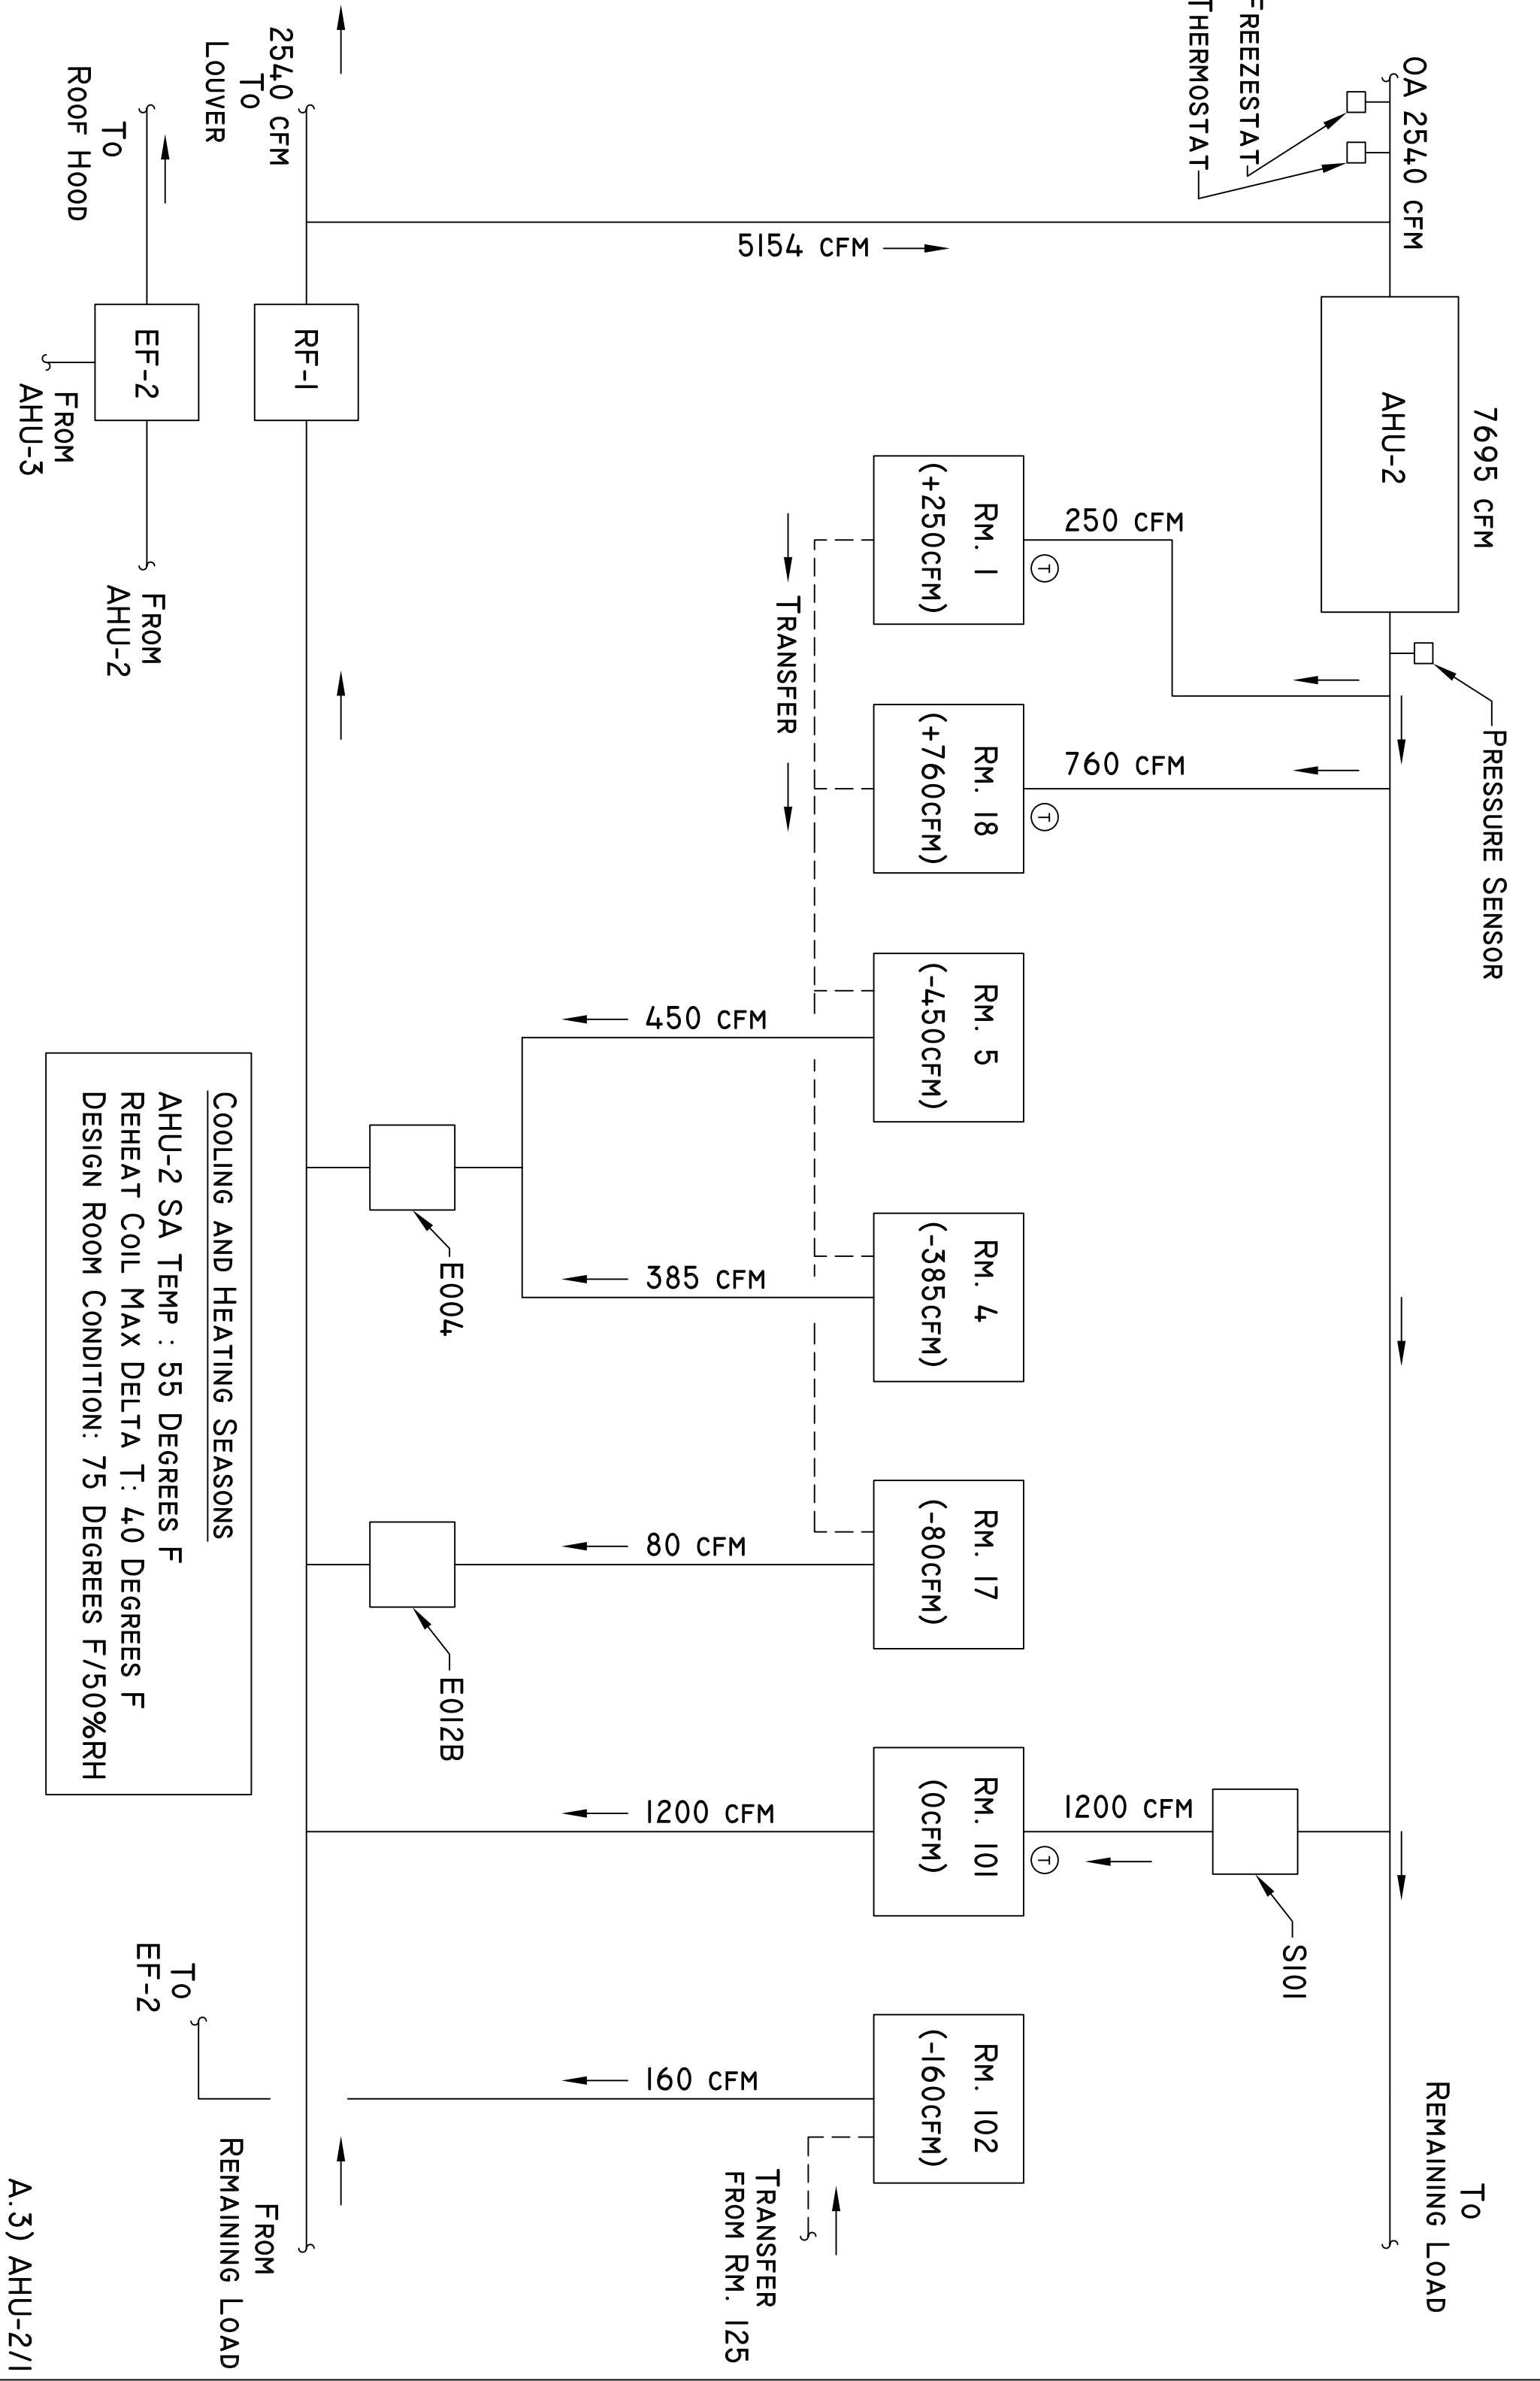 7695 CFM
PRESSURE SENSOR
TO
REMAINING LOAD
OA 2540 CFM
AHU-2
FREEZESTAT
THERMOSTAT
S101
250 CFM
760 CFM
1200 CFM
T
T
T
RM. 1
(+250CFM)
RM. 18
(+760CFM)
RM. 5
(-450CFM)
RM. 4
(-385CFM)
RM. 17
(-80CFM)
RM. 101
(0CFM)
RM. 102
(-160CFM)
5154 CFM
TRANSFER
TRANSFER
FROM RM. 125
450 CFM
385 CFM
80 CFM
1200 CFM
160 CFM
E004
E012B
2540 CFM
TO
LOUVER
RF-1
FROM
REMAINING LOAD
TO
EF-2
TO
ROOF HOOD
EF-2
FROM
AHU-2
FROM
AHU-3
COOLING AND HEATING SEASONS
AHU-2 SA TEMP : 55 DEGREES F
REHEAT COIL MAX DELTA T: 40 DEGREES F
DESIGN ROOM CONDITION: 75 DEGREES F/50%RH
A.3) AHU-2/1